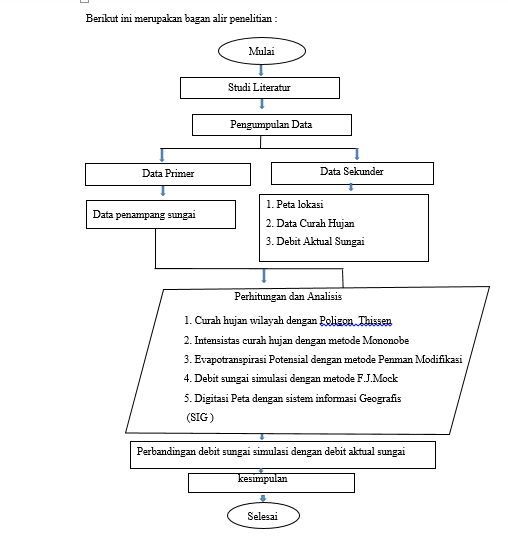 Berikut ini merupakan bagan alir penelitian :
Mulai
Studi Literatur
Pengumpulan Data
Data Primer
Data Sekunder
Data penampang sungai
1. Peta lokasi
2. Data Curah Hujan
3. Debit Aktual Sungai
Perhitungan dan Analisis
1. Curah hujan wilayah dengan Poligon Thissen
2. Intensistas curah hujan dengan metode Mononobe
3. Evapotranspirasi Potensial dengan metode Penman Modifikasi
4. Debit sungai simulasi dengan metode F.J.Mock
5. Digitasi Peta dengan sistem informasi Geografis
(SIG )
Perbandingan debit sungai simulasi dengan debit aktual sungai
kesimpulan
Selesai